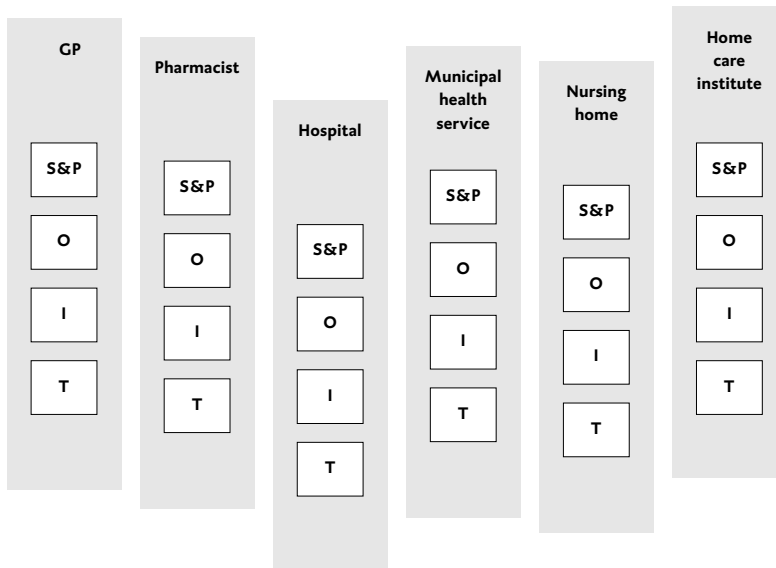 GP
S&P
O
I
T
Pharmacist
S&P
O
I
T
Hospital
S&P
O
I
T
Municipal
health
service
S&P
O
I
T
Nursing
home
S&P
O
I
T
Home
care
institute
S&P
O
I
T